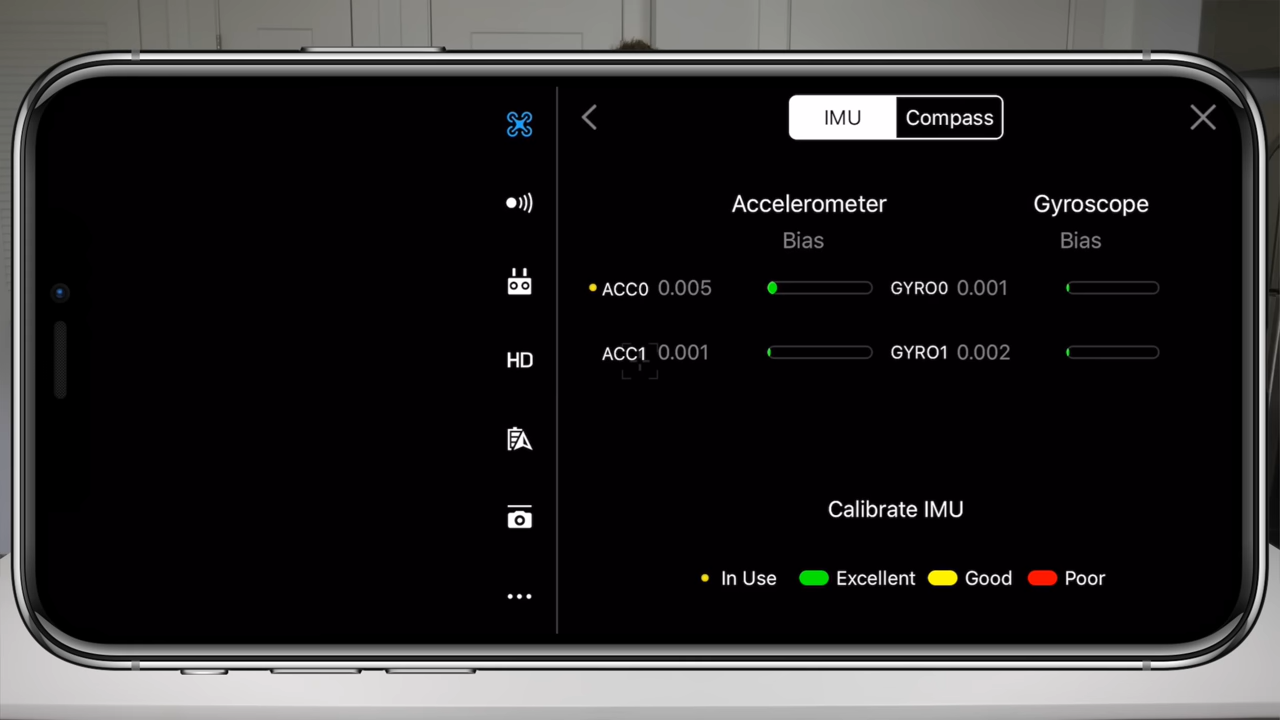 IMU Compass
Accelerometer Gyroscope
Bias Bias
ACC0 0.005 GYRO0 0.001
ACC1 0.001 GYRO1 0.002
HD
Calibrate IMU
In Use Excellent Good Poor